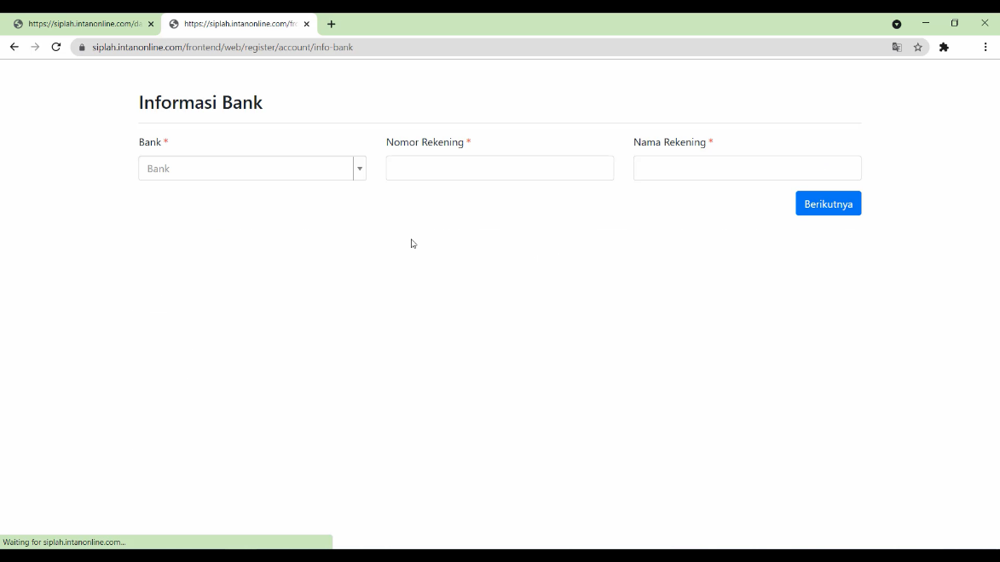 https://siplah.intanonline.com/da
https://siplah.intanonline.com/fr
siplah.intanonline.com/frontend/web/register/account/info-bank
Informasi Bank
Bank *
Nomor Rekening *
Nama Rekening *
Bank
Berikutnya
Waiting for siplah.intanonline.com...